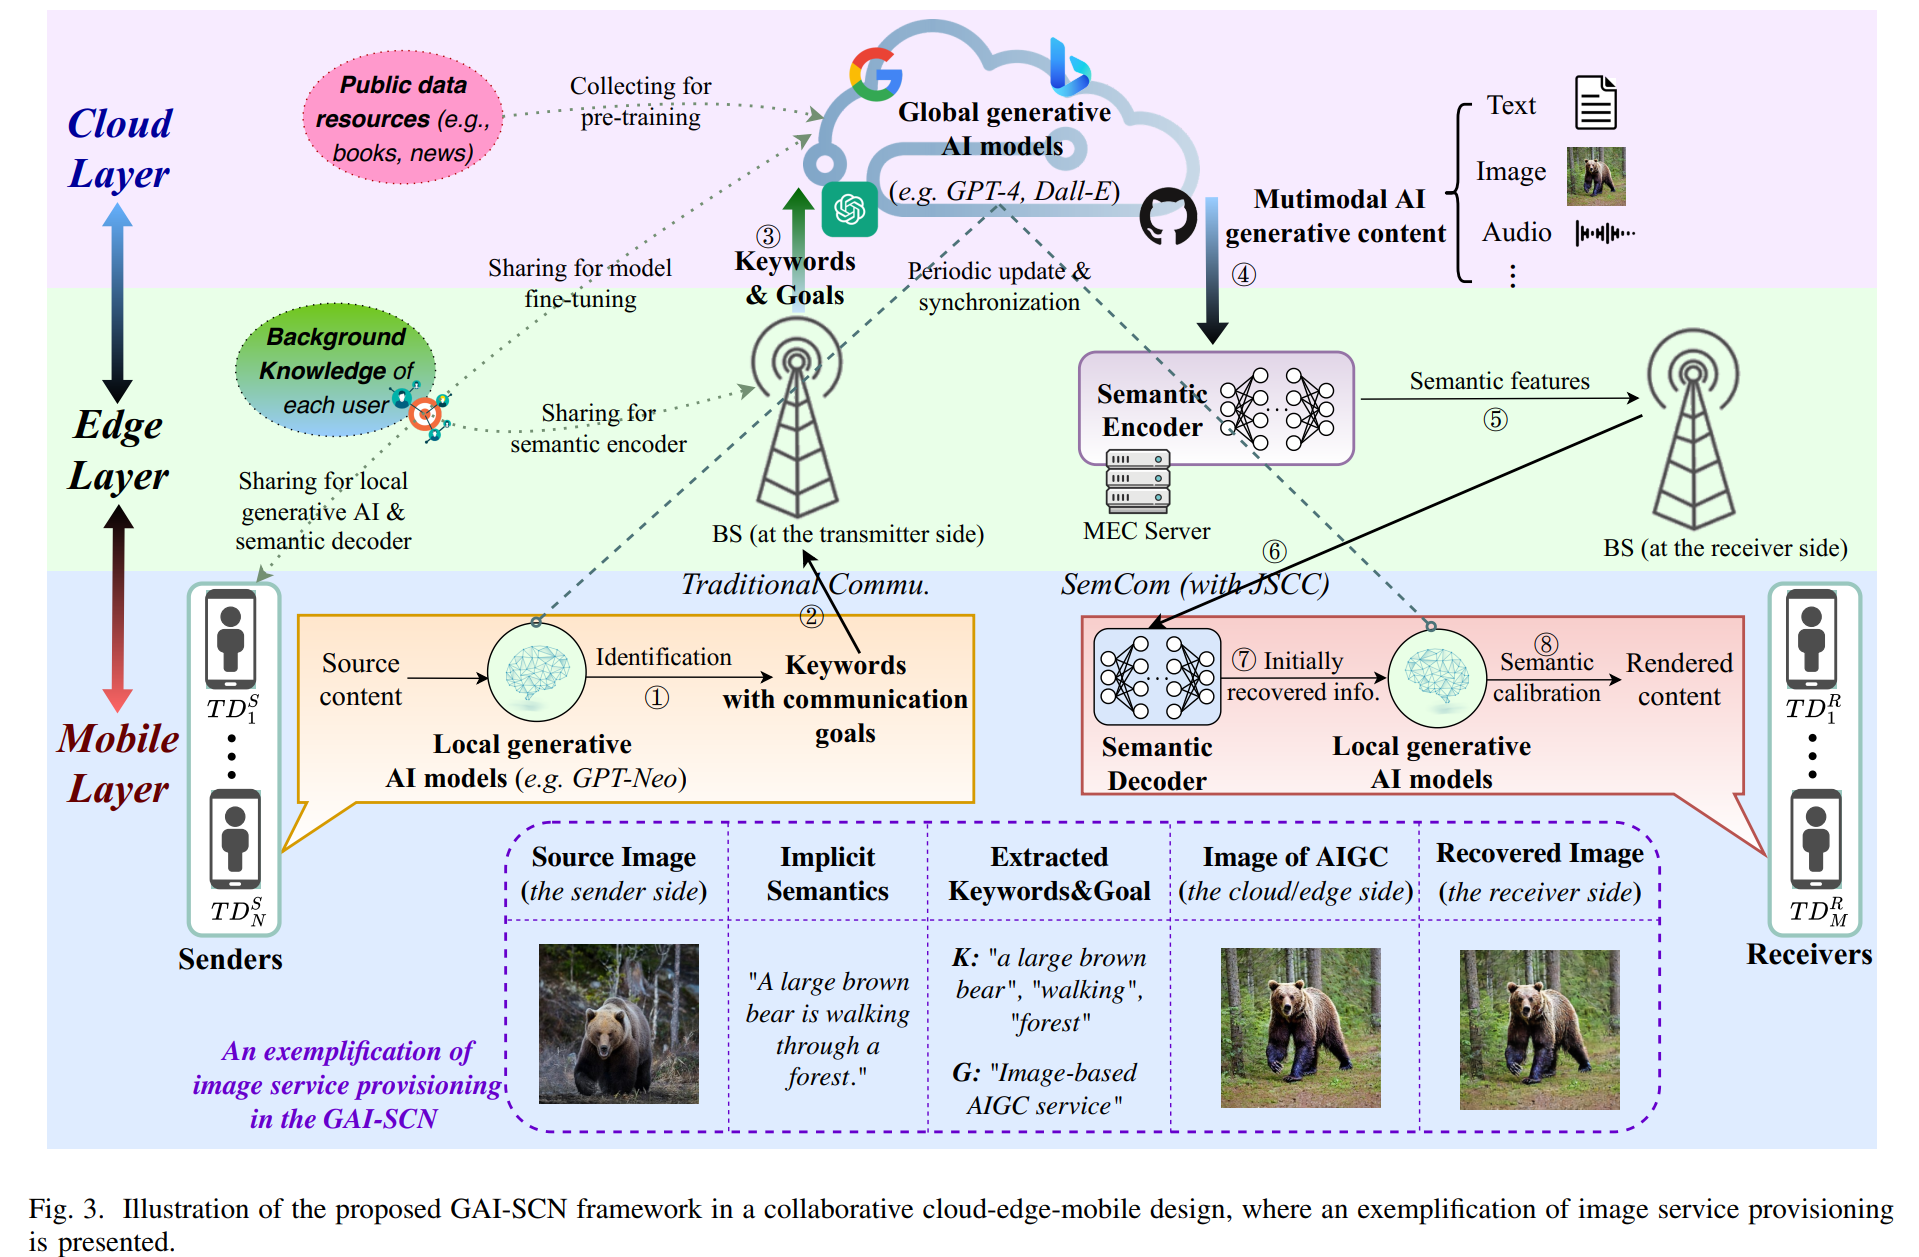 Cloud
Layer
Public data
resources (e.g.,
books, news)
Collecting for
pre-training
Global generative
AI models
(e.g. GPT-4, Dall-E)
Mutimodal AI
generative content
Text
Image
Audio
⋮
③
Keywords
& Goals
Sharing for model
fine-tuning
Periodic update &
synchronization
④
Edge
Layer
Background
Knowledge of
each user
Sharing for
semantic encoder
Sharing for local
generative AI &
semantic decoder
BS (at the transmitter side)
Semantic
Encoder
MEC Server
Semantic features
⑤
BS (at the receiver side)
⑥
Traditional Commu.
SemCom (with JSCC)
②
Mobile
Layer
TD₁ˢ
TD_N^S
Senders
Source
content
Identification
①
Keywords
with communication
goals
Local generative
AI models (e.g. GPT-Neo)
Semantic
Decoder
⑦ Initially
recovered info.
Local generative
AI models
⑧
Semantic
calibration
Rendered
content
TD₁ᴿ
TD_M^R
Receivers
An exemplification of
image service provisioning
in the GAI-SCN
Source Image
(the sender side)
Implicit
Semantics
"A large brown
bear is walking
through a
forest."
Extracted
Keywords&Goal
K: "a large brown
bear", "walking",
"forest"
G: "Image-based
AIGC service"
Image of AIGC
(the cloud/edge side)
Recovered Image
(the receiver side)
Fig. 3. Illustration of the proposed GAI-SCN framework in a collaborative cloud-edge-mobile design, where an exemplification of image service provisioning
is presented.